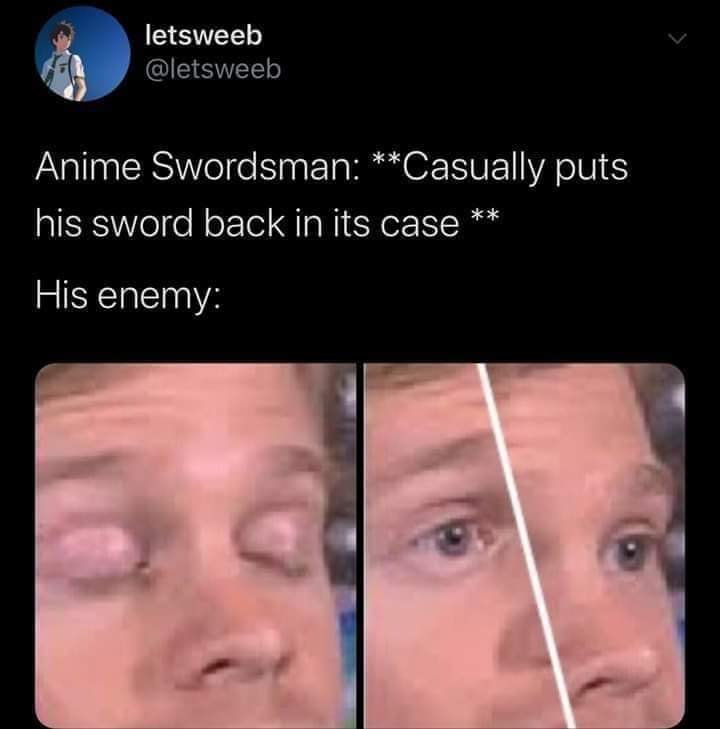 letsweeb
@letsweeb
Anime Swordsman: **Casually puts
his sword back in its case **
His enemy: